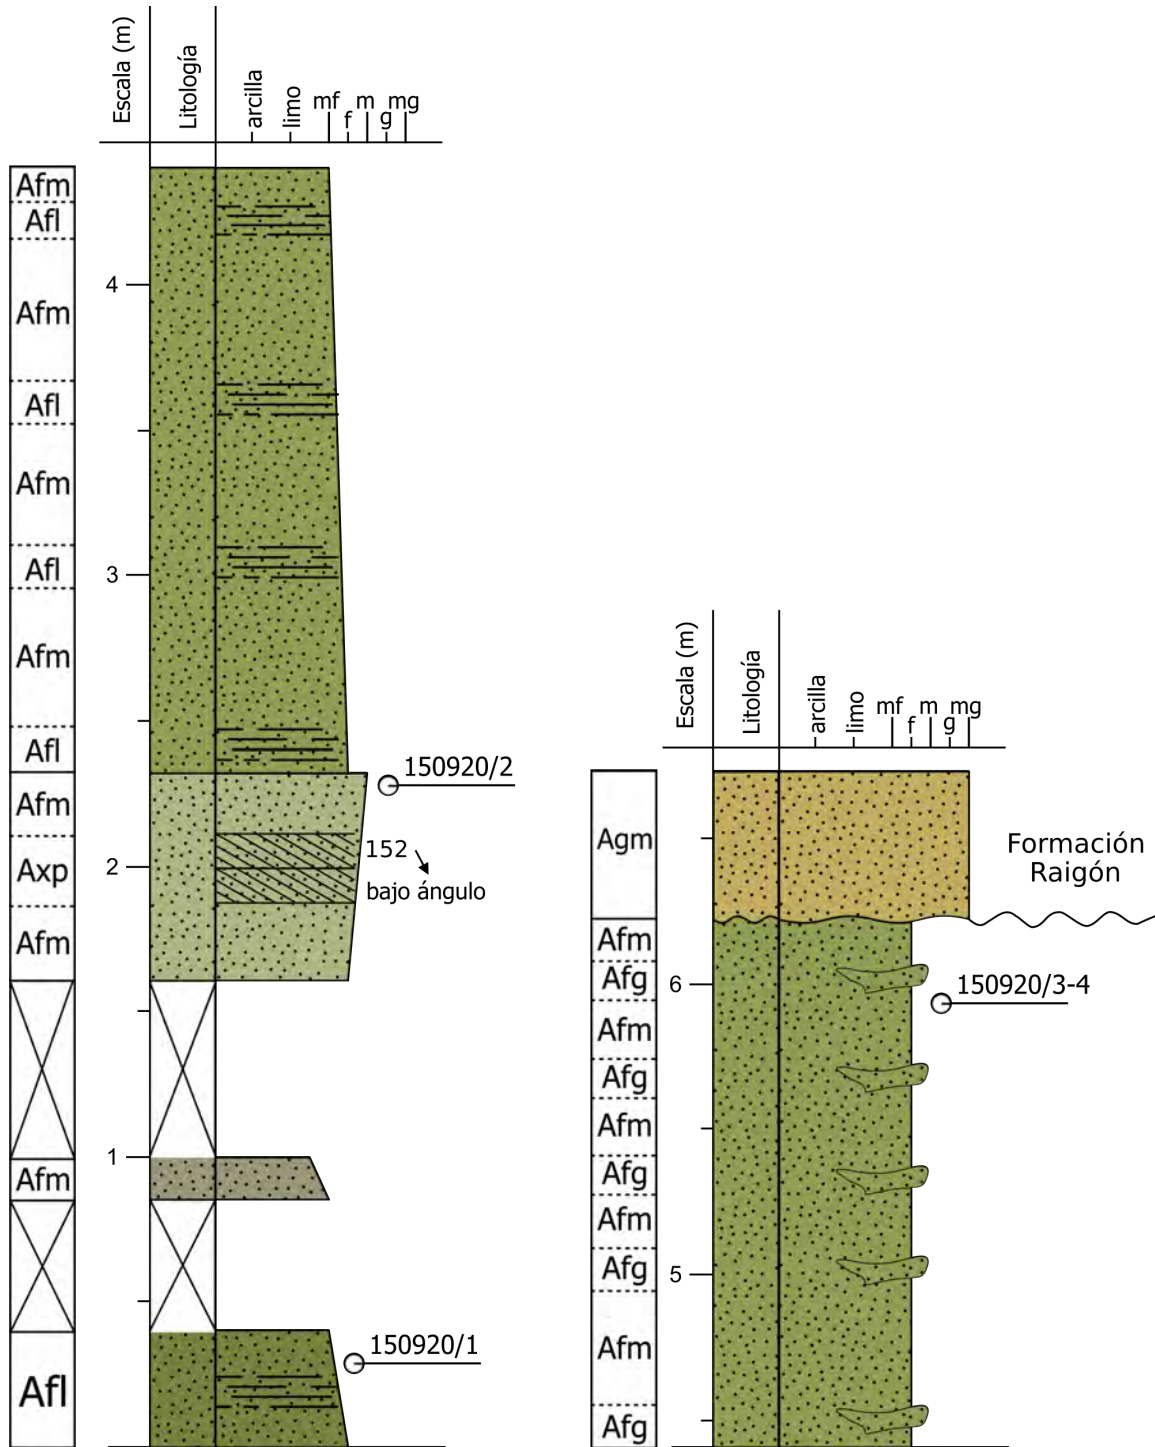 Escala (m)
Litología
arcilla
limo
mf
f
m
g
mg
Afm
Afl
Afm
Afl
Afm
Afl
Afm
Afl
Afm
Axp
Afm
Afm
Afl
4
3
2
1
150920/2
152
bajo ángulo
150920/1
Escala (m)
Litología
arcilla
limo
mf
f
m
g
mg
Agm
Afm
Afg
Afm
Afg
Afm
Afg
Afm
Afg
Afm
Afg
6
5
Formación
Raigón
150920/3-4